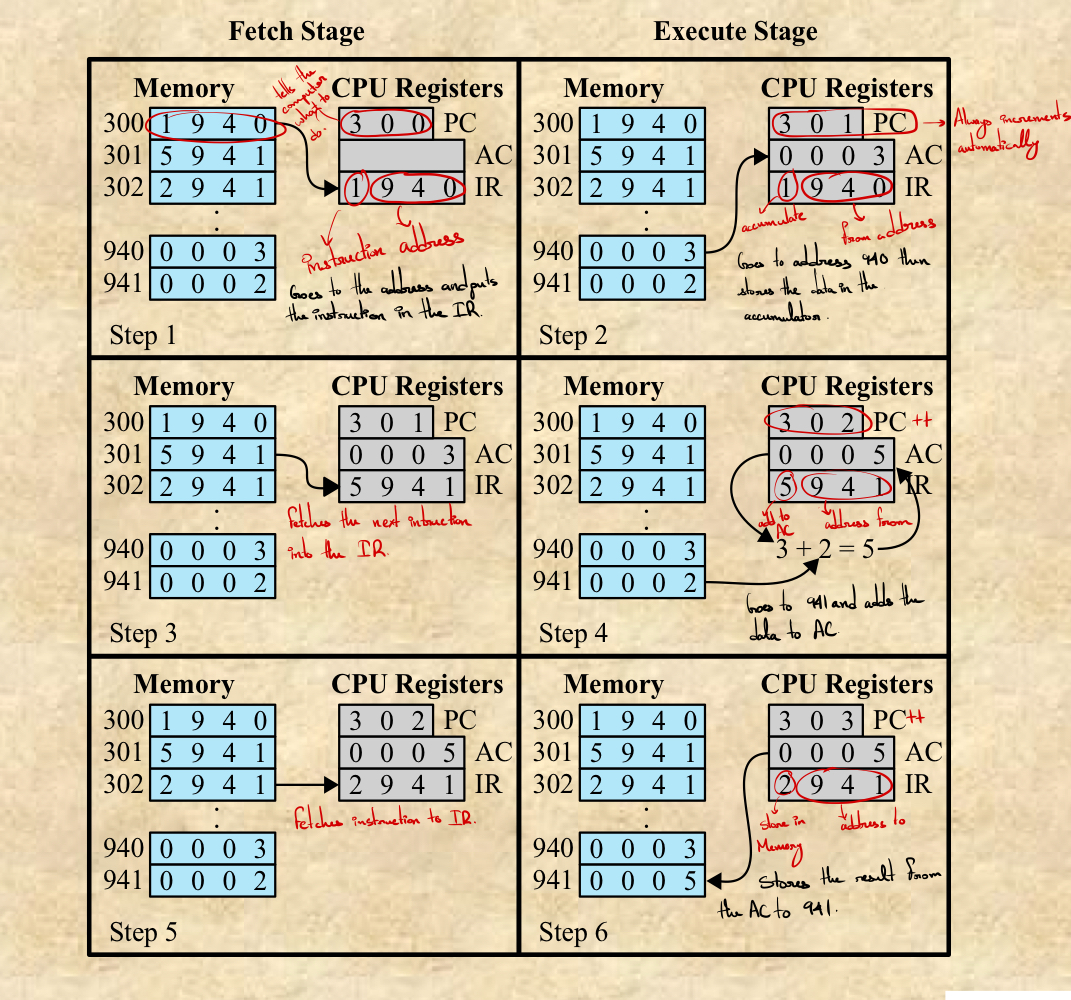 Fetch Stage
Execute Stage
Memory
CPU Registers
tells the
computer
what to
do.
300 1 9 4 0
3 0 0 PC
301 5 9 4 1
AC
302 2 9 4 1
1 9 4 0 IR
instruction address
940 0 0 0 3
941 0 0 0 2
Goes to the address and puts
the instruction in the IR.
Step 1
Memory
CPU Registers
300 1 9 4 0
3 0 1 PC
Always increments
automatically
301 5 9 4 1
0 0 0 3 AC
302 2 9 4 1
1 9 4 0 IR
accumulate
from address
940 0 0 0 3
941 0 0 0 2
Goes to address 940 then
stores the data in the
accumulator.
Step 2
Memory
CPU Registers
300 1 9 4 0
3 0 1 PC
301 5 9 4 1
0 0 0 3 AC
302 2 9 4 1
5 9 4 1 IR
Fetches the next intruction
into the IR.
940 0 0 0 3
941 0 0 0 2
Step 3
Memory
CPU Registers
300 1 9 4 0
3 0 2 PC ++
301 5 9 4 1
0 0 0 5 AC
302 2 9 4 1
5 9 4 1 IR
add to
AC
address from
3 + 2 = 5
940 0 0 0 3
941 0 0 0 2
Goes to 941 and adds the
data to AC
Step 4
Memory
CPU Registers
300 1 9 4 0
3 0 2 PC
301 5 9 4 1
0 0 0 5 AC
302 2 9 4 1
2 9 4 1 IR
Fetches instruction to IR.
940 0 0 0 3
941 0 0 0 2
Step 5
Memory
CPU Registers
300 1 9 4 0
3 0 3 PC++
301 5 9 4 1
0 0 0 5 AC
302 2 9 4 1
2 9 4 1 IR
store in
Memory
address to
940 0 0 0 3
941 0 0 0 5
Stores the result from
the AC to 941.
Step 6